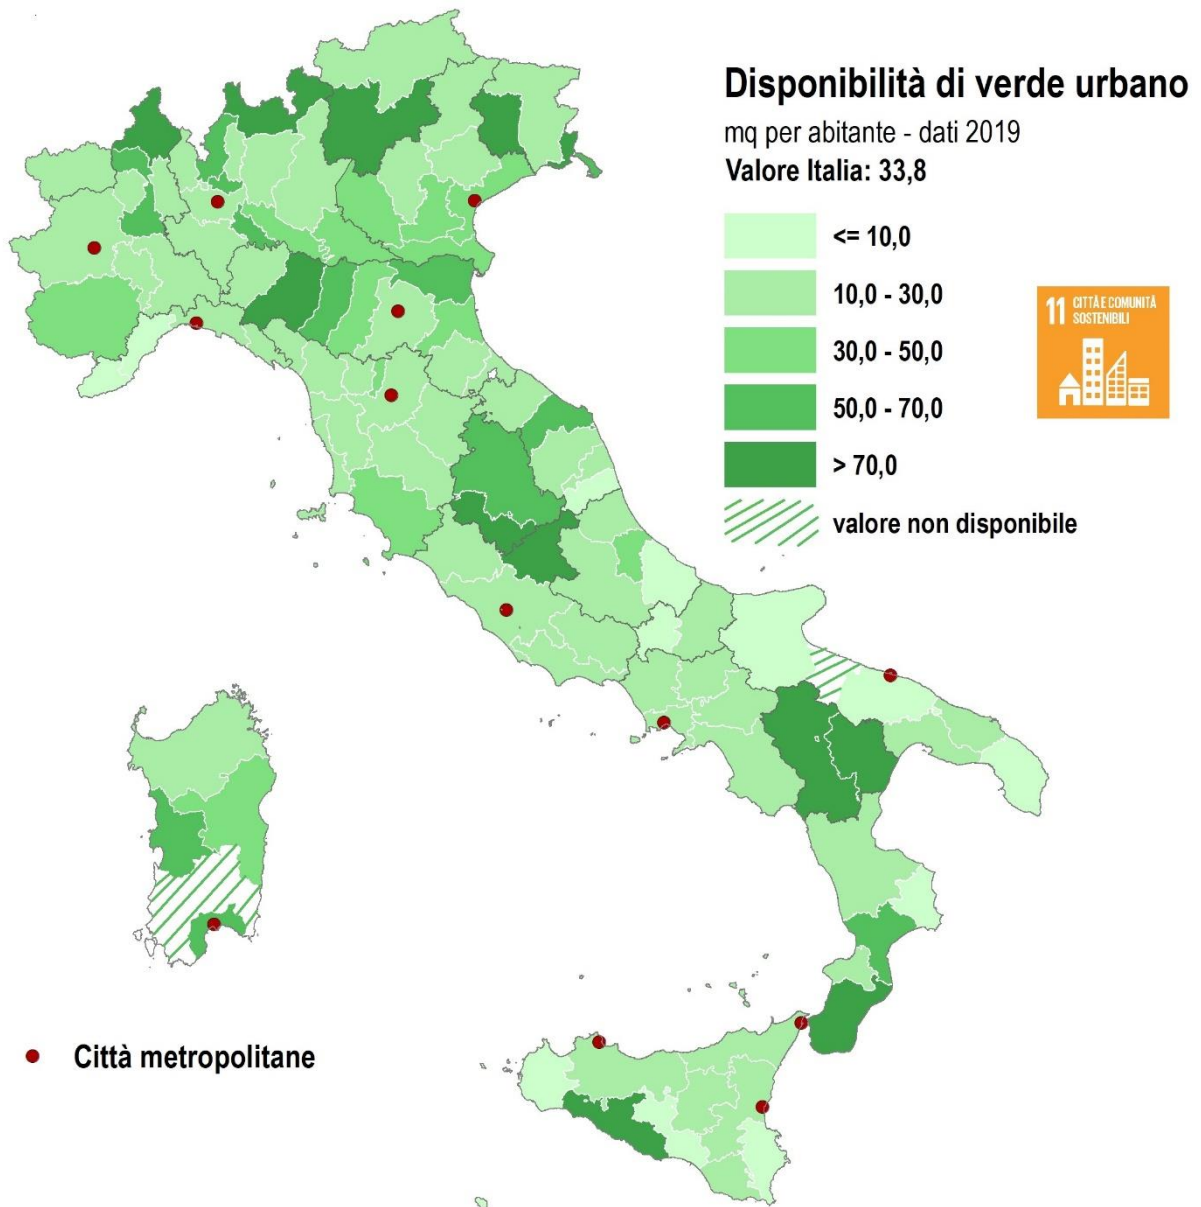 Disponibilità di verde urbano
mq per abitante - dati 2019
Valore Italia: 33,8
<= 10,0
10,0 - 30,0
30,0 - 50,0
50,0 - 70,0
> 70,0
valore non disponibile
11 CITTÀ E COMUNITÀ
SOSTENIBILI
Città metropolitane